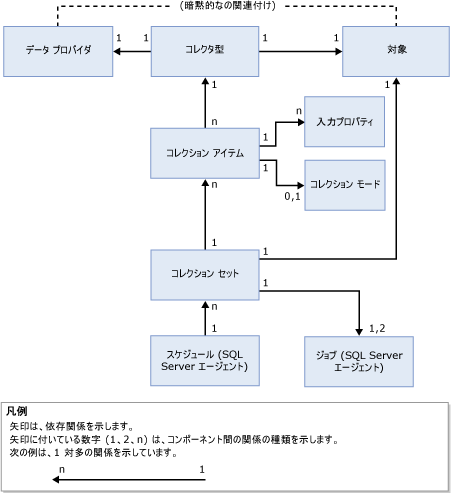 (暗黙的なの関連付け)
データ プロバイダ
1
1
コレクタ型
1
1
対象
1
1
n
n
入力プロパティ
1
コレクション アイテム
1
コレクション モード
n
0,1
1
1
コレクション セット
1
n
1
1,2
スケジュール (SQL
Server エージェント)
ジョブ (SQL Server
エージェント)
凡例
矢印は、依存関係を示します。
矢印に付いている数字 (1、2、n) は、コンポーネント間の関係の種類を示します。
次の例は、1 対多の関係を示しています。
n
1